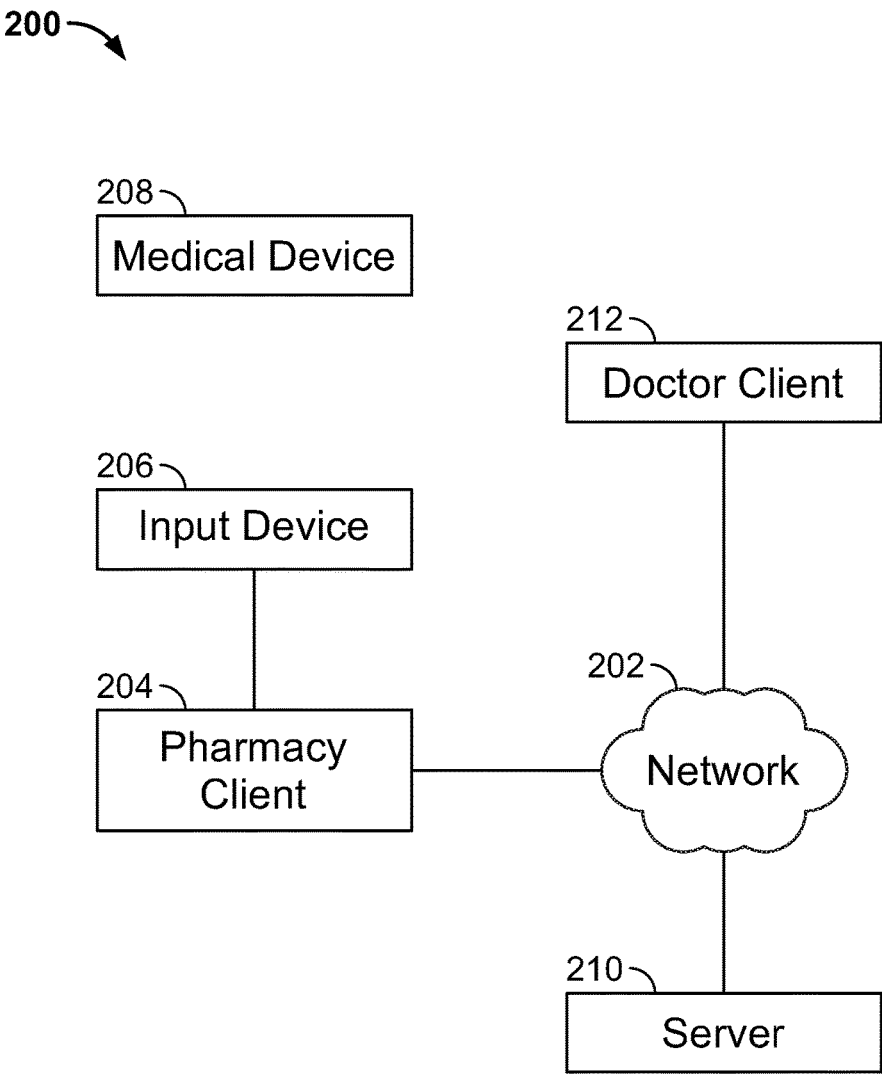 200
208
Medical Device
212
Doctor Client
206
Input Device
204
Pharmacy
Client
202
Network
210
Server